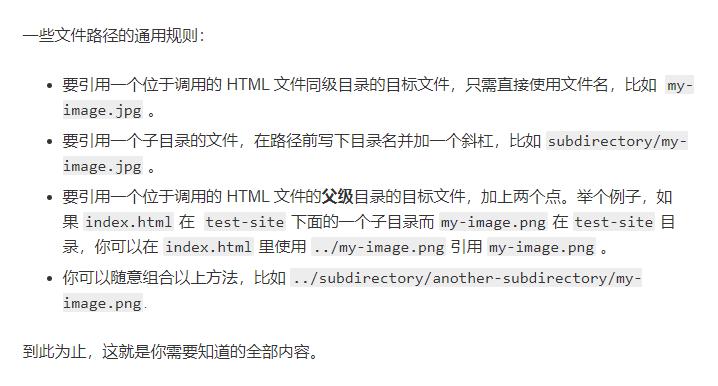 一些文件路径的通用规则：
• 要引用一个位于调用的 HTML 文件同级目录的目标文件，只需直接使用文件名，比如 my-
image.jpg 。
• 要引用一个子目录的文件，在路径前写下目录名并加一个斜杠，比如 subdirectory/my-
image.jpg 。
• 要引用一个位于调用的 HTML 文件的父级目录的目标文件，加上两个点。举个例子，如
果 index.html 在 test-site 下面的一个子目录而 my-image.png 在 test-site 目
录，你可以在 index.html 里使用 ../my-image.png 引用 my-image.png 。
• 你可以随意组合以上方法，比如 ../subdirectory/another-subdirectory/my-
image.png.
到此为止，这就是你需要知道的全部内容。